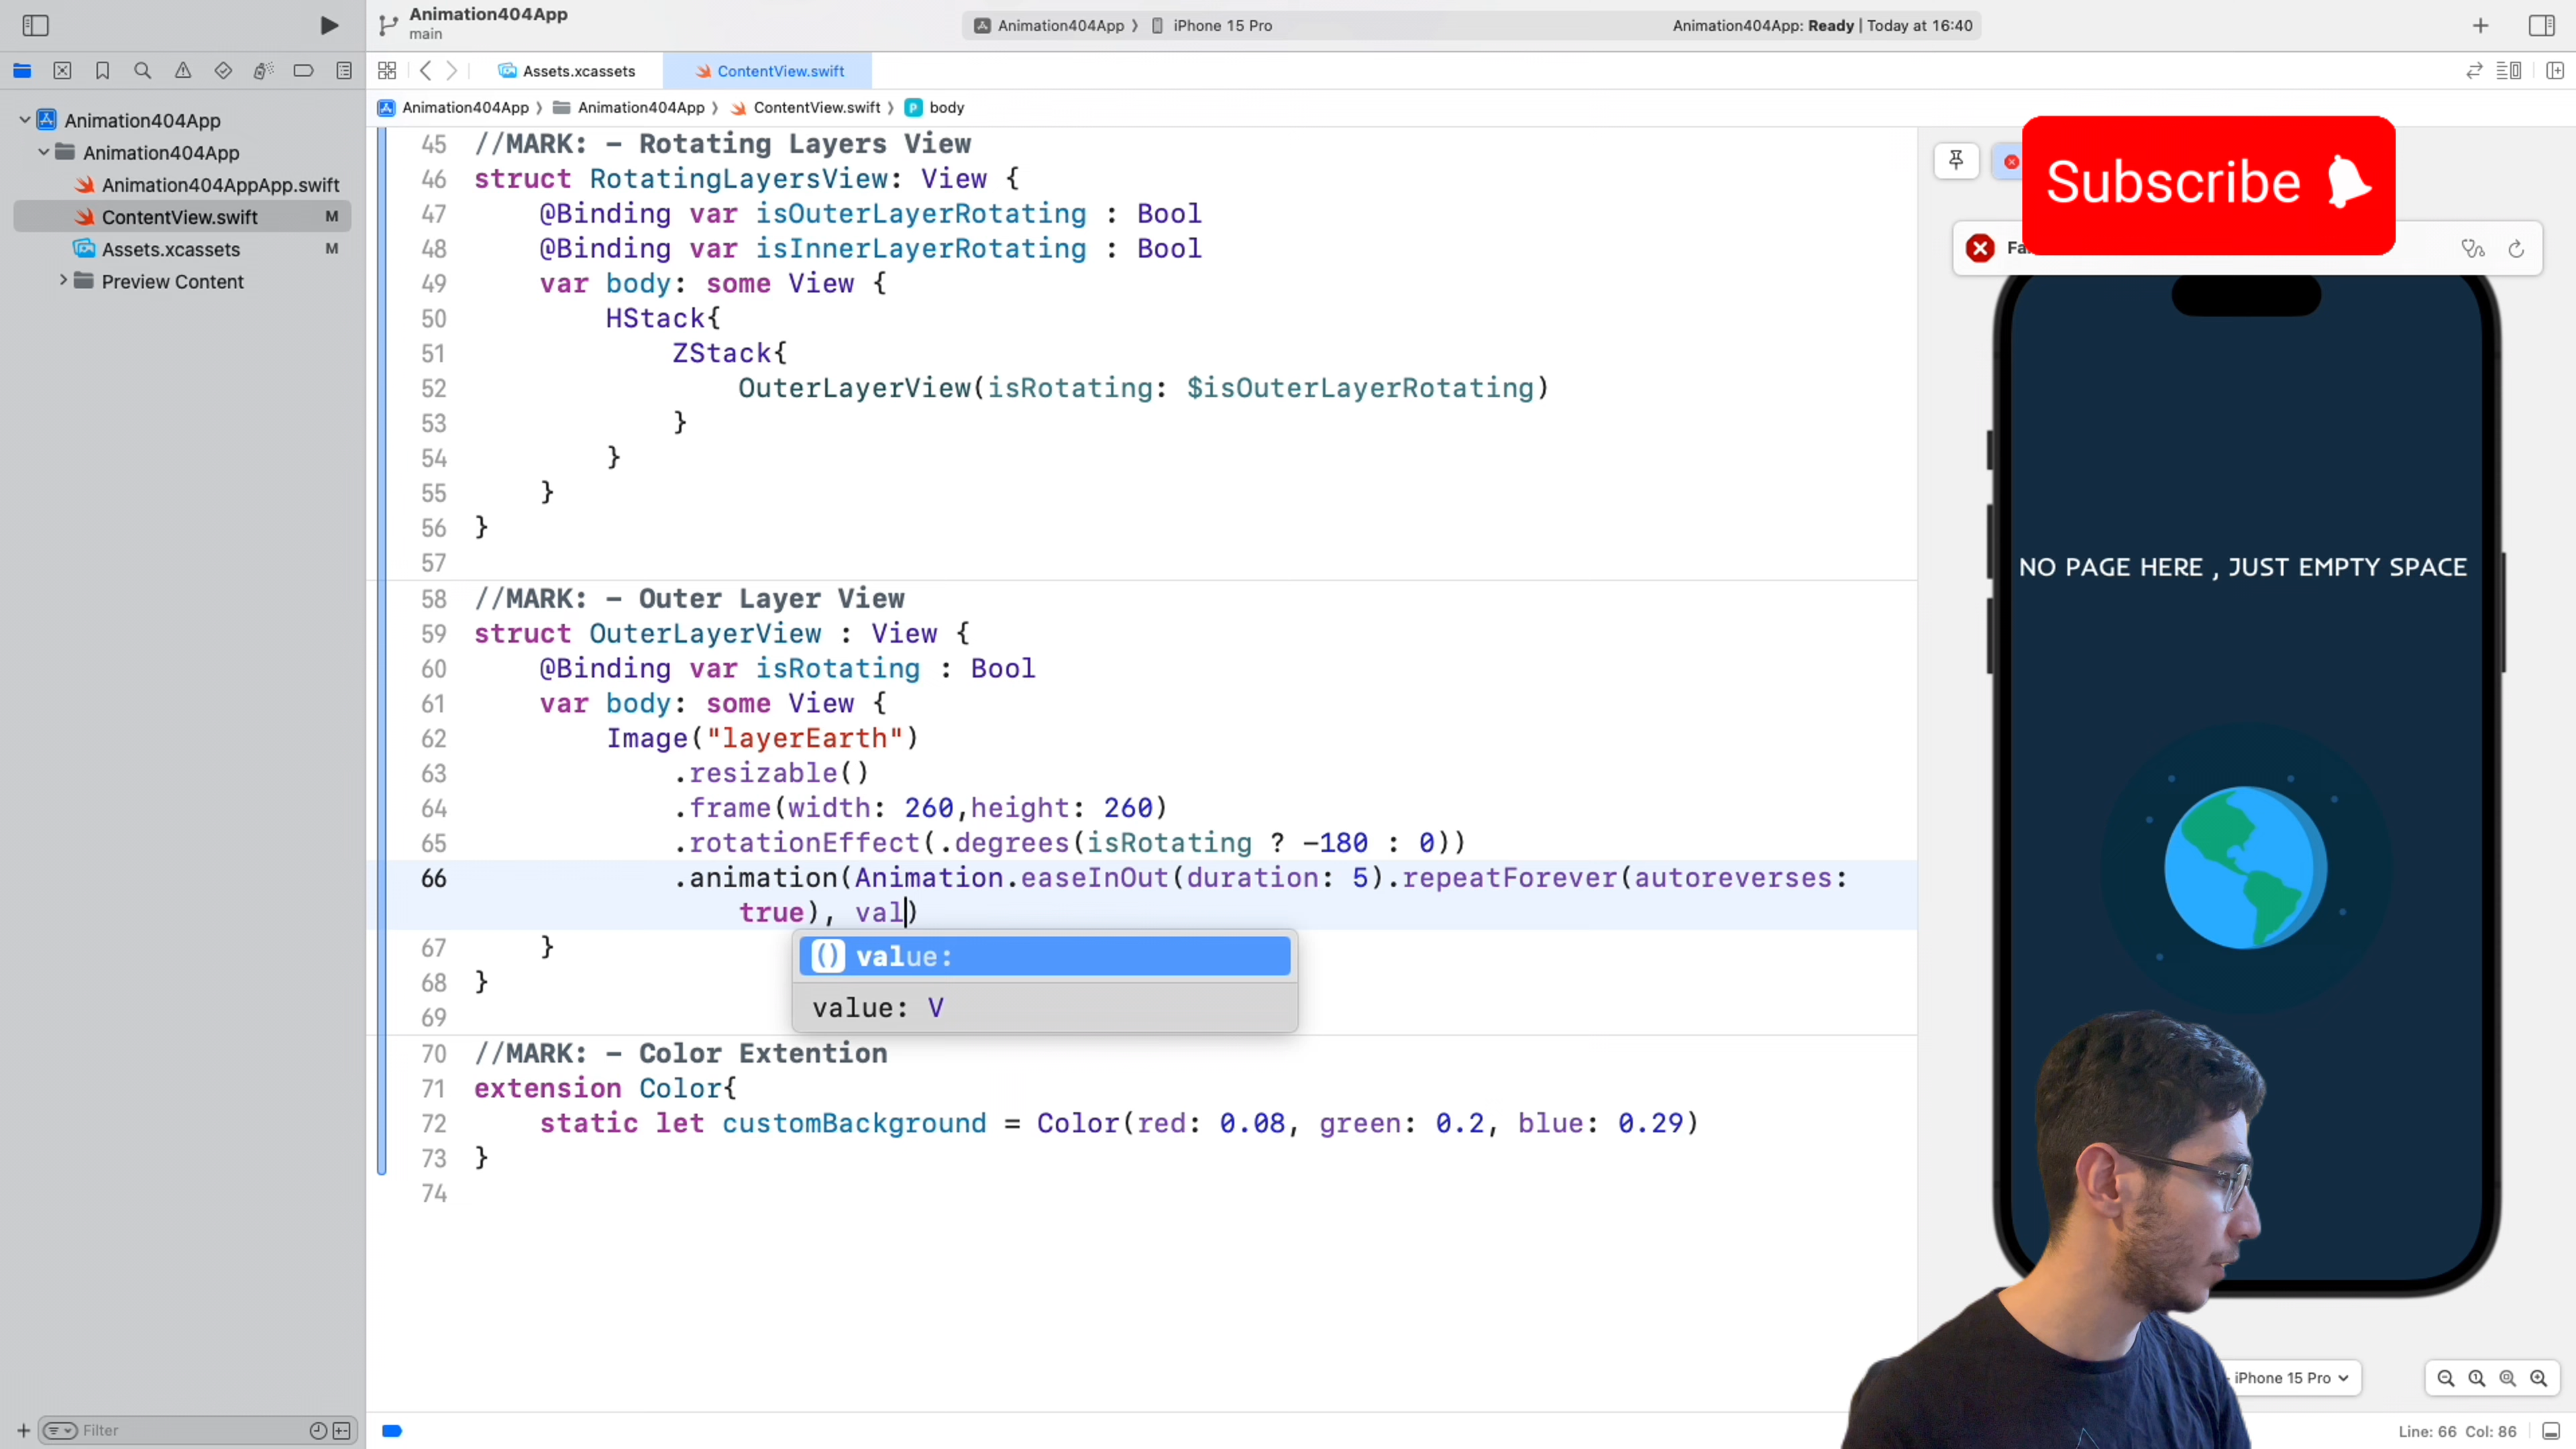 Animation404App
main
Animation404App
iPhone 15 Pro
Animation404App: Ready | Today at 16:40
Assets.xcassets
ContentView.swift
Animation404App
Animation404App
ContentView.swift
body
Animation404App
Animation404App
Animation404AppApp.swift
ContentView.swift M
Assets.xcassets M
Preview Content
45 //MARK: - Rotating Layers View
46 struct RotatingLayersView: View {
47 @Binding var isOuterLayerRotating : Bool
48 @Binding var isInnerLayerRotating : Bool
49 var body: some View {
50 HStack{
51 ZStack{
52 OuterLayerView(isRotating: $isOuterLayerRotating)
53 }
54 }
55 }
56 }
57
58 //MARK: - Outer Layer View
59 struct OuterLayerView : View {
60 @Binding var isRotating : Bool
61 var body: some View {
62 Image("layerEarth")
63 .resizable()
64 .frame(width: 260,height: 260)
65 .rotationEffect(.degrees(isRotating ? -180 : 0))
66 .animation(Animation.easeInOut(duration: 5).repeatForever(autoreverses:
true), val)
67 }
() value:
68 }
value: V
69
70 //MARK: - Color Extention
71 extension Color{
72 static let customBackground = Color(red: 0.08, green: 0.2, blue: 0.29)
73 }
74
Subscribe
NO PAGE HERE , JUST EMPTY SPACE
iPhone 15 Pro
Filter
Line: 66 Col: 86